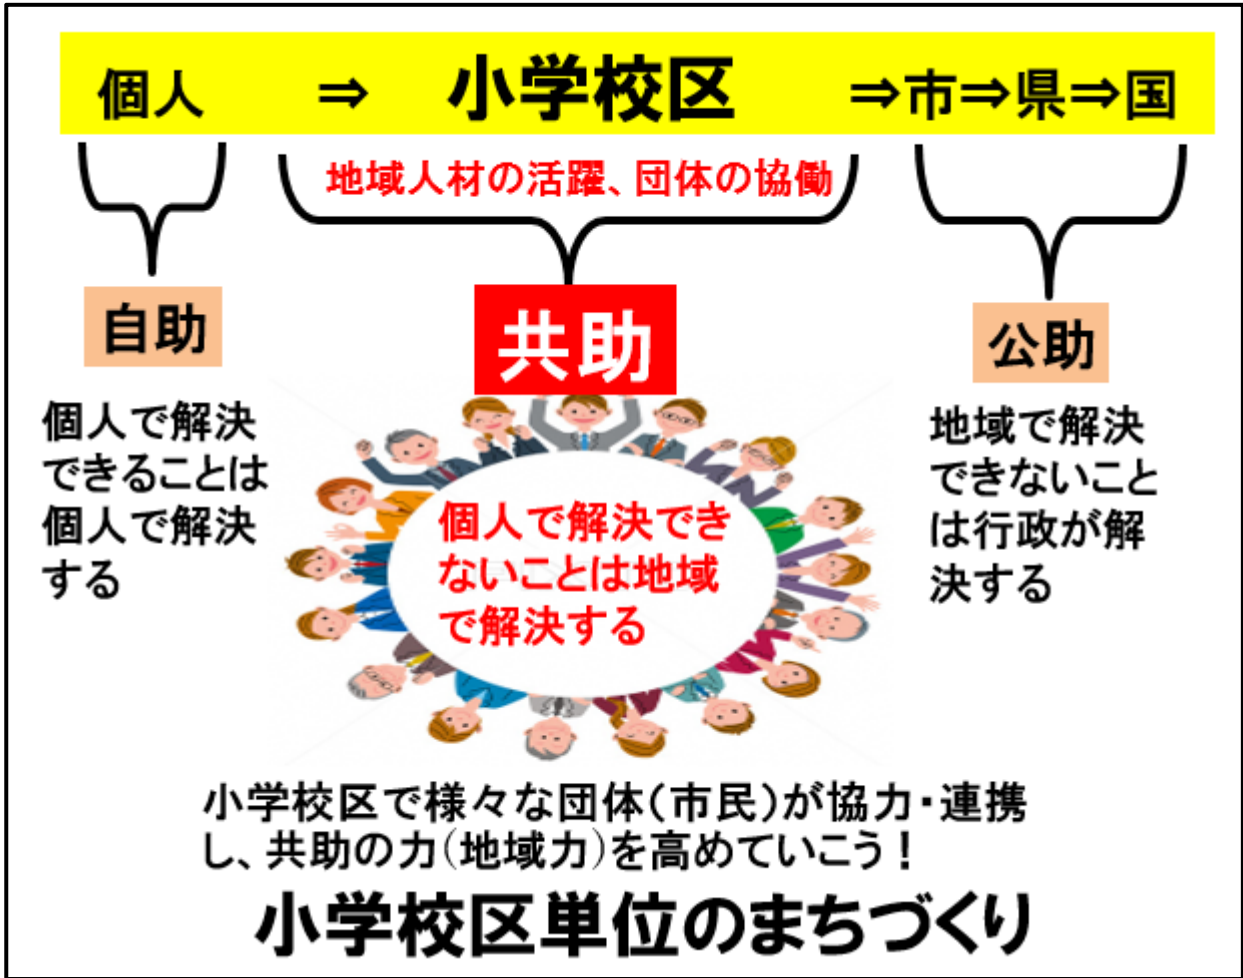 個人 ⇒ 小学校区 ⇒市⇒県⇒国
地域人材の活躍、団体の協働
自助
共助
公助
個人で解決
できることは
個人で解決
する
個人で解決でき
ないことは地域
で解決する
地域で解決
できないこと
は行政が解
決する
小学校区で様々な団体(市民)が協力・連携
し、共助の力(地域力)を高めていこう!
小学校区単位のまちづくり